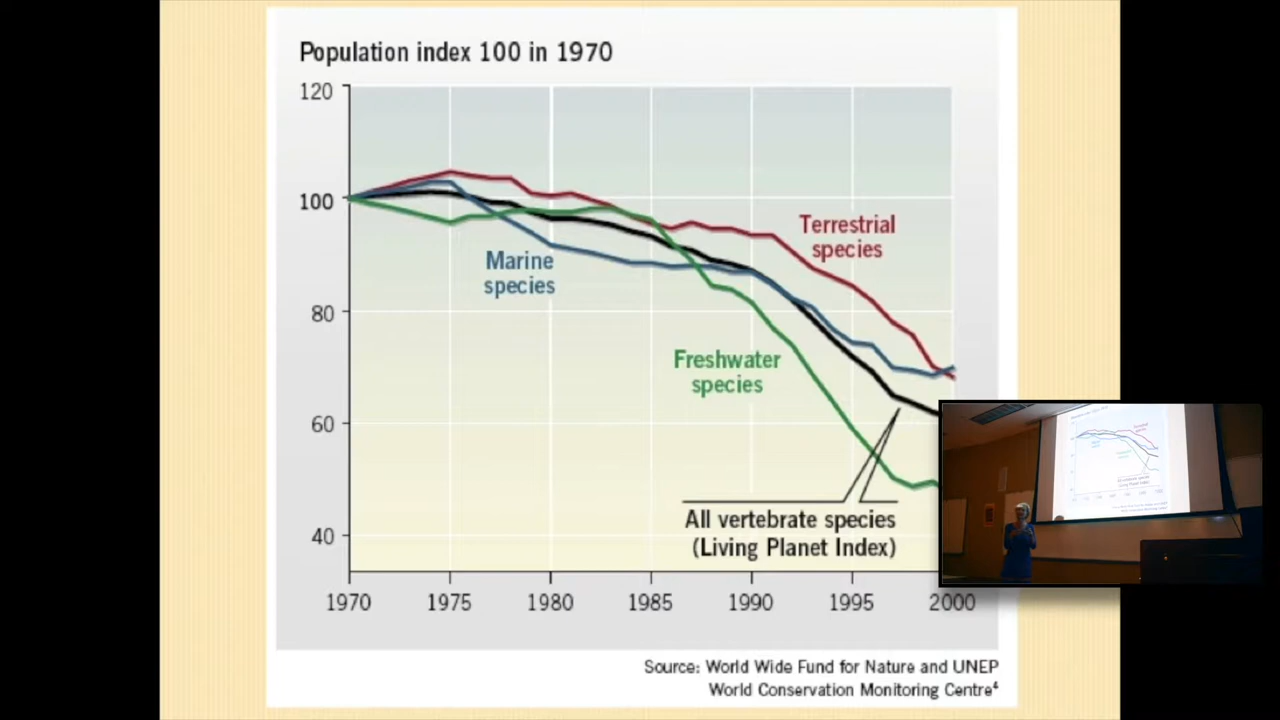 Population index 100 in 1970
120
100
80
60
40
Terrestrial
species
Marine
species
Freshwater
species
All vertebrate species
(Living Planet Index)
1970 1975 1980 1985 1990 1995 2000
Source: World Wide Fund for Nature and UNEP
World Conservation Monitoring Centre⁴